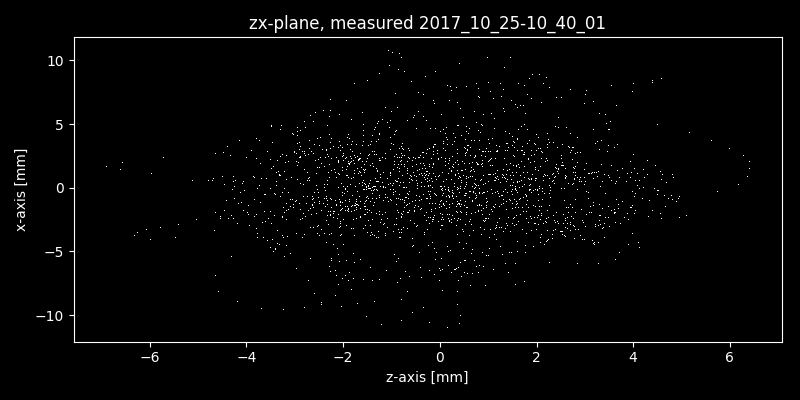 zx-plane, measured 2017_10_25-10_40_01
10
5
0
−5
−10
x-axis [mm]
−6 −4 −2 0 2 4 6
z-axis [mm]